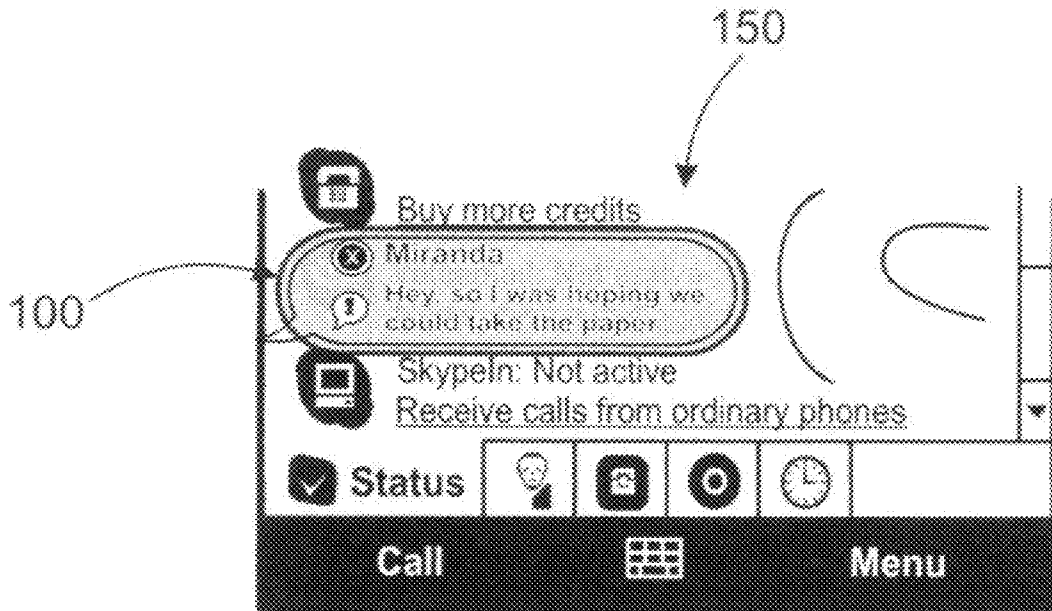 150
Buy more credits
Miranda
100
Hey, so I was hoping we
could take the paper
SkypeIn: Not active
Receive calls from ordinary phones
Status
Call
Menu